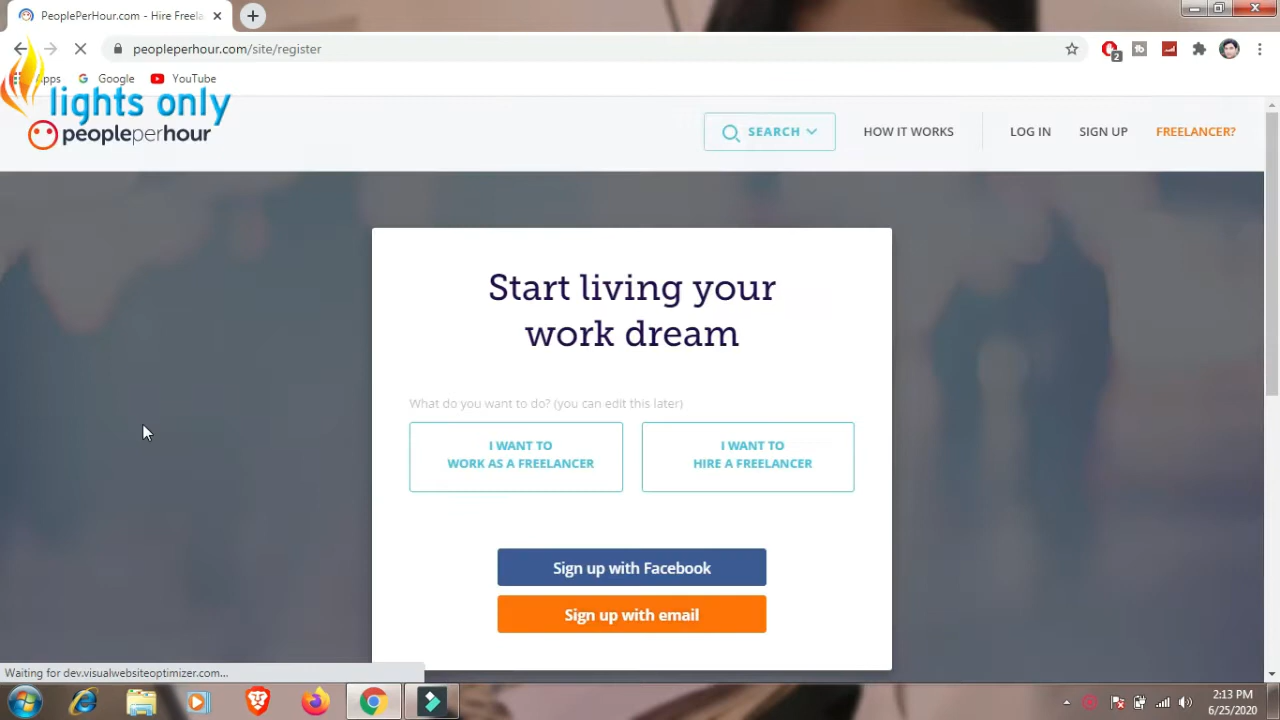 PeoplePerHour.com - Hire Freela
peopleperhour.com/site/register
2
Apps
Google
YouTube
lights only
peopleperhour
SEARCH
HOW IT WORKS
LOG IN
SIGN UP
FREELANCER?
Start living your
work dream
What do you want to do? (you can edit this later)
I WANT TO
WORK AS A FREELANCER
I WANT TO
HIRE A FREELANCER
Sign up with Facebook
Sign up with email
Waiting for dev.visualwebsiteoptimizer.com...
2:13 PM
6/25/2020